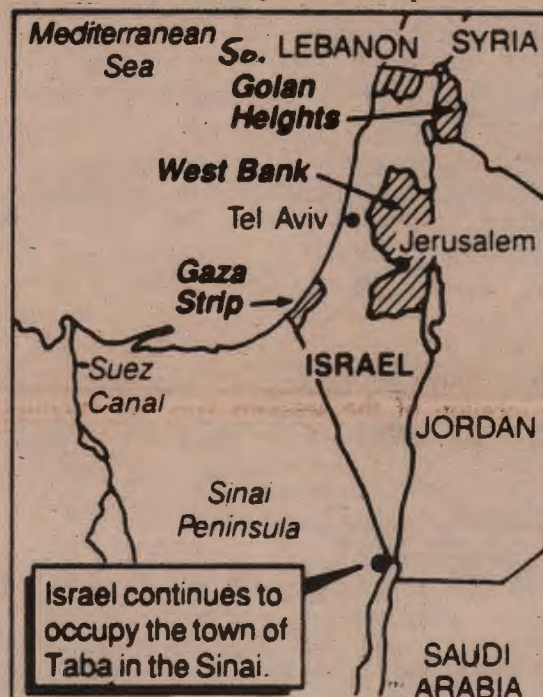 Mediterranean
Sea
So. LEBANON
SYRIA
Golan
Heights
West Bank
Tel Aviv
Jerusalem
Gaza
Strip
ISRAEL
Suez
Canal
JORDAN
Sinai
Peninsula
Israel continues to
occupy the town of
Taba in the Sinai.
SAUDI
ARABIA